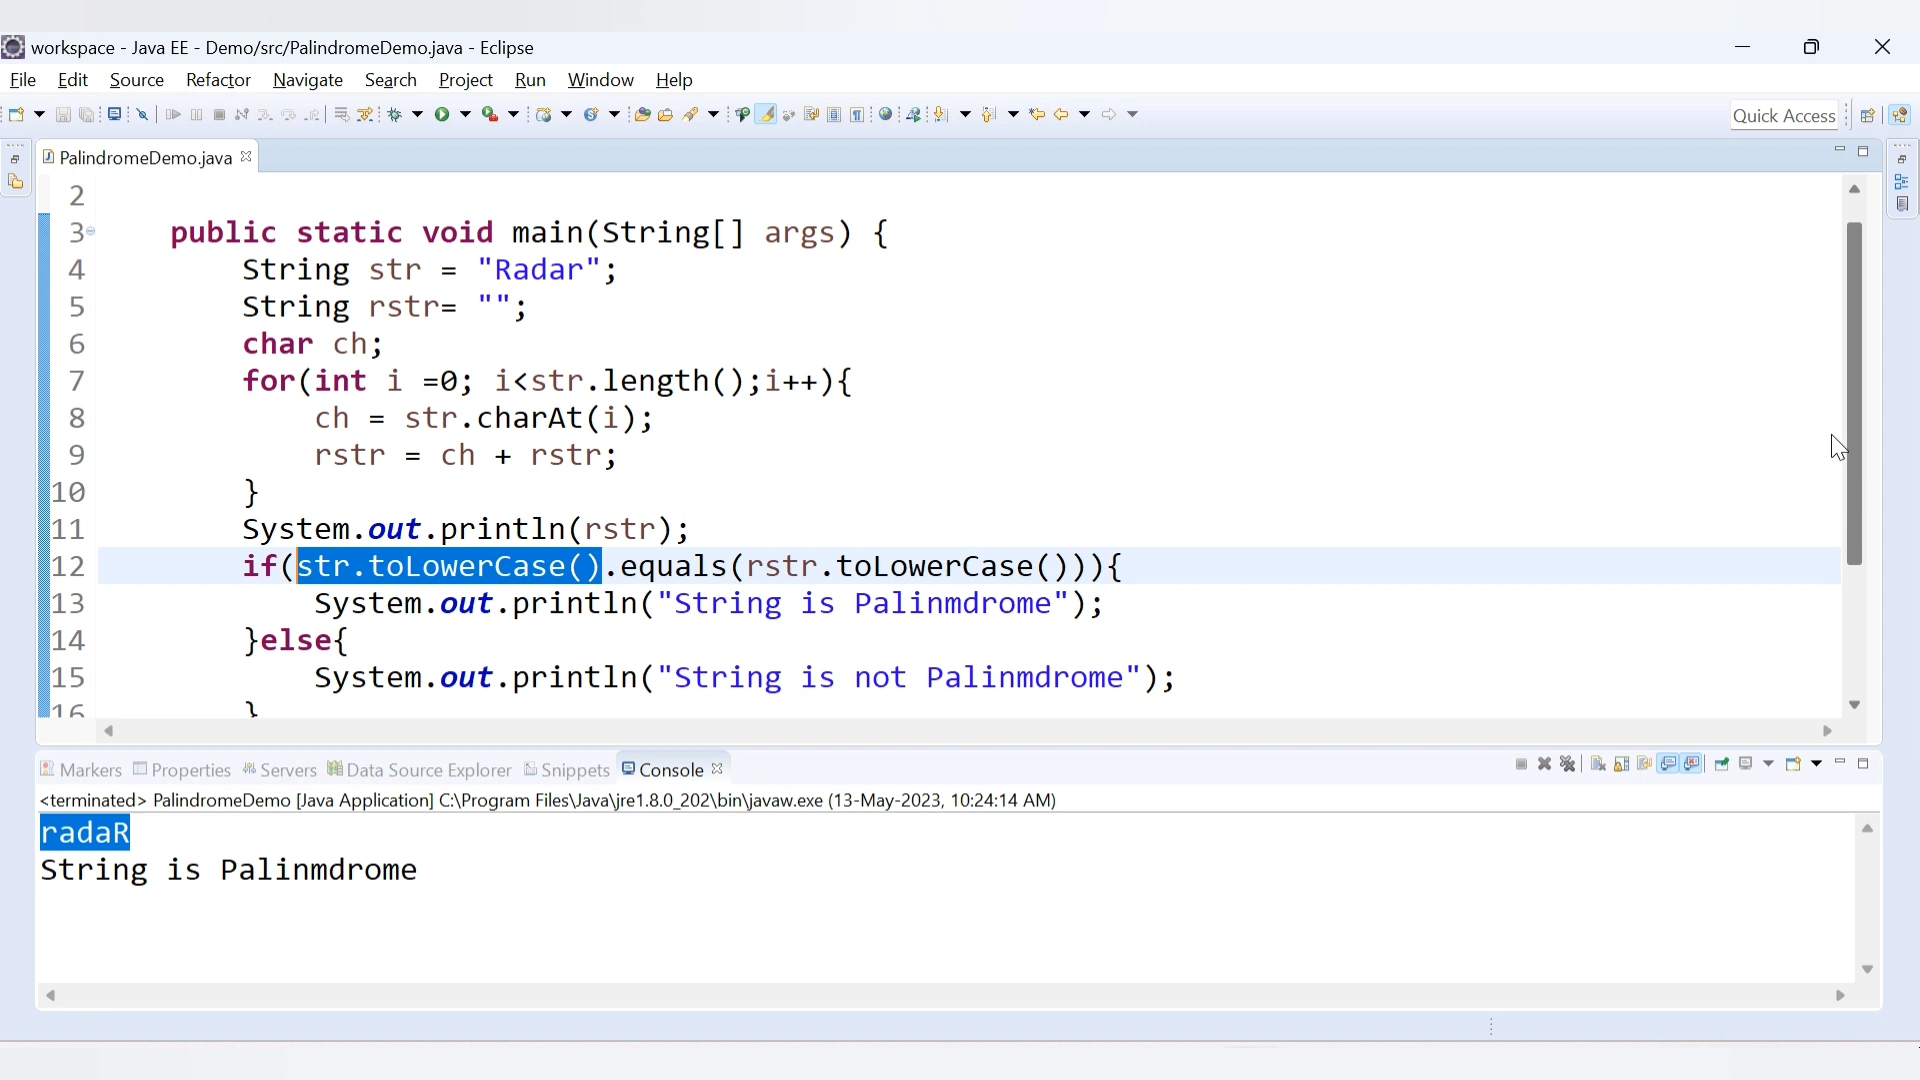 workspace - Java EE - Demo/src/PalindromeDemo.java - Eclipse
File Edit Source Refactor Navigate Search Project Run Window Help
Quick Access
PalindromeDemo.java
2
3 public static void main(String[] args) {
4 String str = "Radar";
5 String rstr= "";
6 char ch;
7 for(int i =0; i<str.length();i++){
8 ch = str.charAt(i);
9 rstr = ch + rstr;
10 }
11 System.out.println(rstr);
12 if(str.toLowerCase().equals(rstr.toLowerCase())){
13 System.out.println("String is Palinmdrome");
14 }else{
15 System.out.println("String is not Palinmdrome");
16 }
Markers Properties Servers Data Source Explorer Snippets Console
<terminated> PalindromeDemo [Java Application] C:\Program Files\Java\jre1.8.0_202\bin\javaw.exe (13-May-2023, 10:24:14 AM)
radaR
String is Palinmdrome